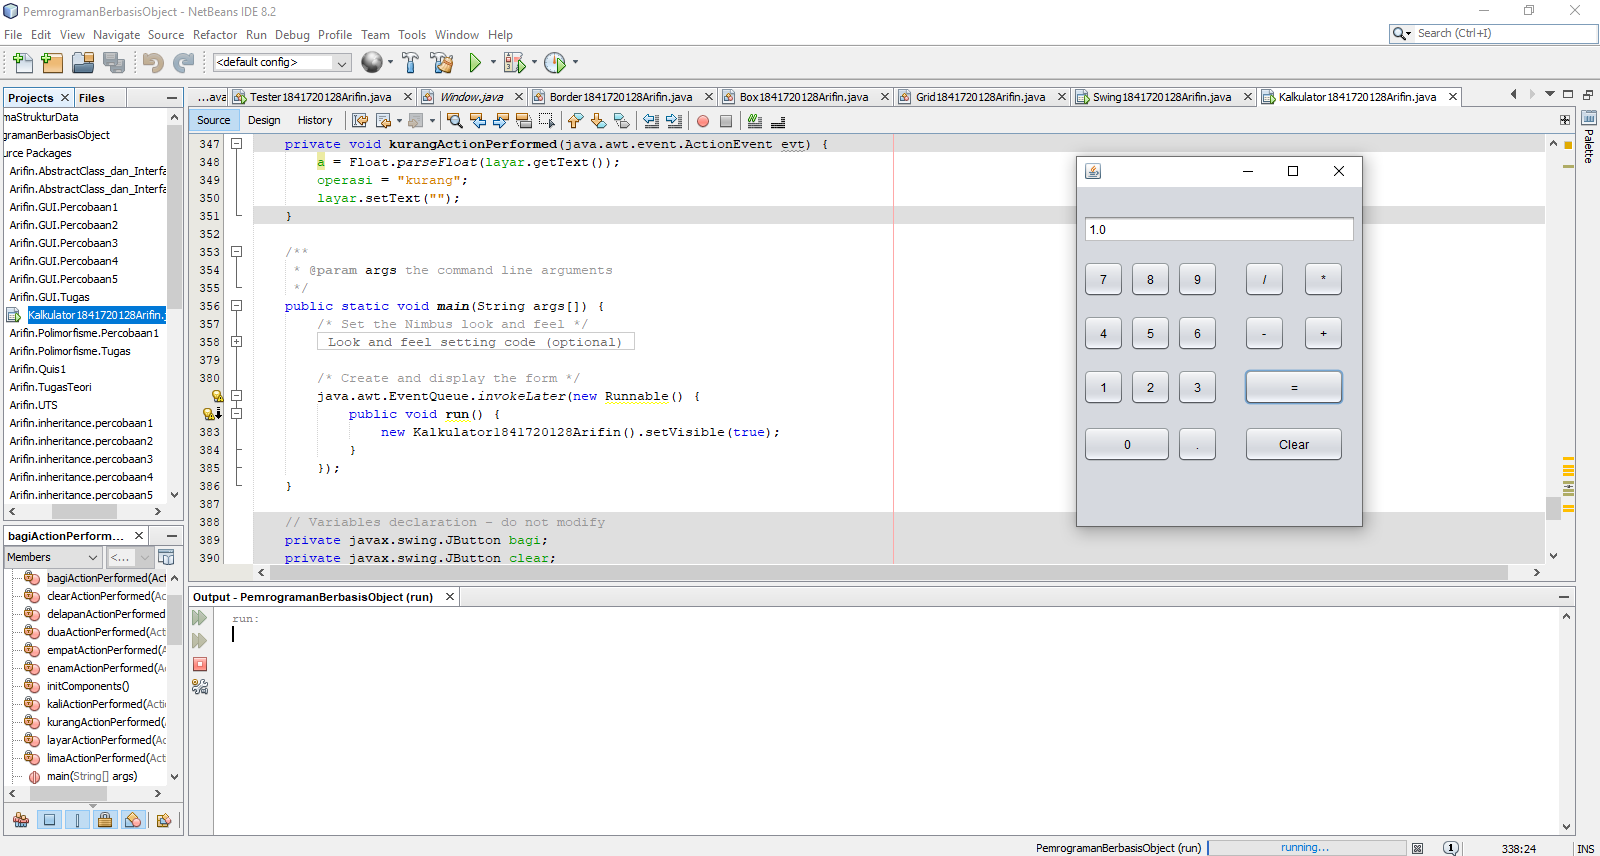 PemrogramanBerbasisObject - NetBeans IDE 8.2
File Edit View Navigate Source Refactor Run Debug Profile Team Tools Window Help
Search (Ctrl+I)
<default config>
Projects
Files
...ava
Tester1841720128Arifin.java
Window.java
Border1841720128Arifin.java
Box1841720128Arifin.java
Grid1841720128Arifin.java
Swing1841720128Arifin.java
Kalkulator1841720128Arifin.java
Source Design History
Palette
maStrukturData
gramanBerbasisObject
urce Packages
Arifin.AbstractClass_dan_Interfa
Arifin.AbstractClass_dan_Interfa
Arifin.GUI.Percobaan1
Arifin.GUI.Percobaan2
Arifin.GUI.Percobaan3
Arifin.GUI.Percobaan4
Arifin.GUI.Percobaan5
Arifin.GUI.Tugas
Kalkulator1841720128Arifin.j
Arifin.Polimorfisme.Percobaan1
Arifin.Polimorfisme.Tugas
Arifin.Quis1
Arifin.TugasTeori
Arifin.UTS
Arifin.inheritance.percobaan1
Arifin.inheritance.percobaan2
Arifin.inheritance.percobaan3
Arifin.inheritance.percobaan4
Arifin.inheritance.percobaan5
347 private void kurangActionPerformed(java.awt.event.ActionEvent evt) {
348 a = Float.parseFloat(layar.getText());
349 operasi = "kurang";
350 layar.setText("");
351 }
352
353 /**
354 * @param args the command line arguments
355 */
356 public static void main(String args[]) {
357 /* Set the Nimbus look and feel */
358 Look and feel setting code (optional)
379
380 /* Create and display the form */
java.awt.EventQueue.invokeLater(new Runnable() {
public void run() {
383 new Kalkulator1841720128Arifin().setVisible(true);
384 }
385 });
386 }
387
388 // Variables declaration - do not modify
389 private javax.swing.JButton bagi;
390 private javax.swing.JButton clear;
1.0
7 8 9 / *
4 5 6 - +
1 2 3 =
0 . Clear
bagiActionPerform...
Members
<...
bagiActionPerformed(Act
clearActionPerformed(Ac
delapanActionPerformed
duaActionPerformed(Act
empatActionPerformed(A
enamActionPerformed(A
initComponents()
kaliActionPerformed(Actio
kurangActionPerformed(
layarActionPerformed(Ac
limaActionPerformed(Act
main(String[] args)
Output - PemrogramanBerbasisObject (run)
run:
PemrogramanBerbasisObject (run)
running...
1
338:24
INS